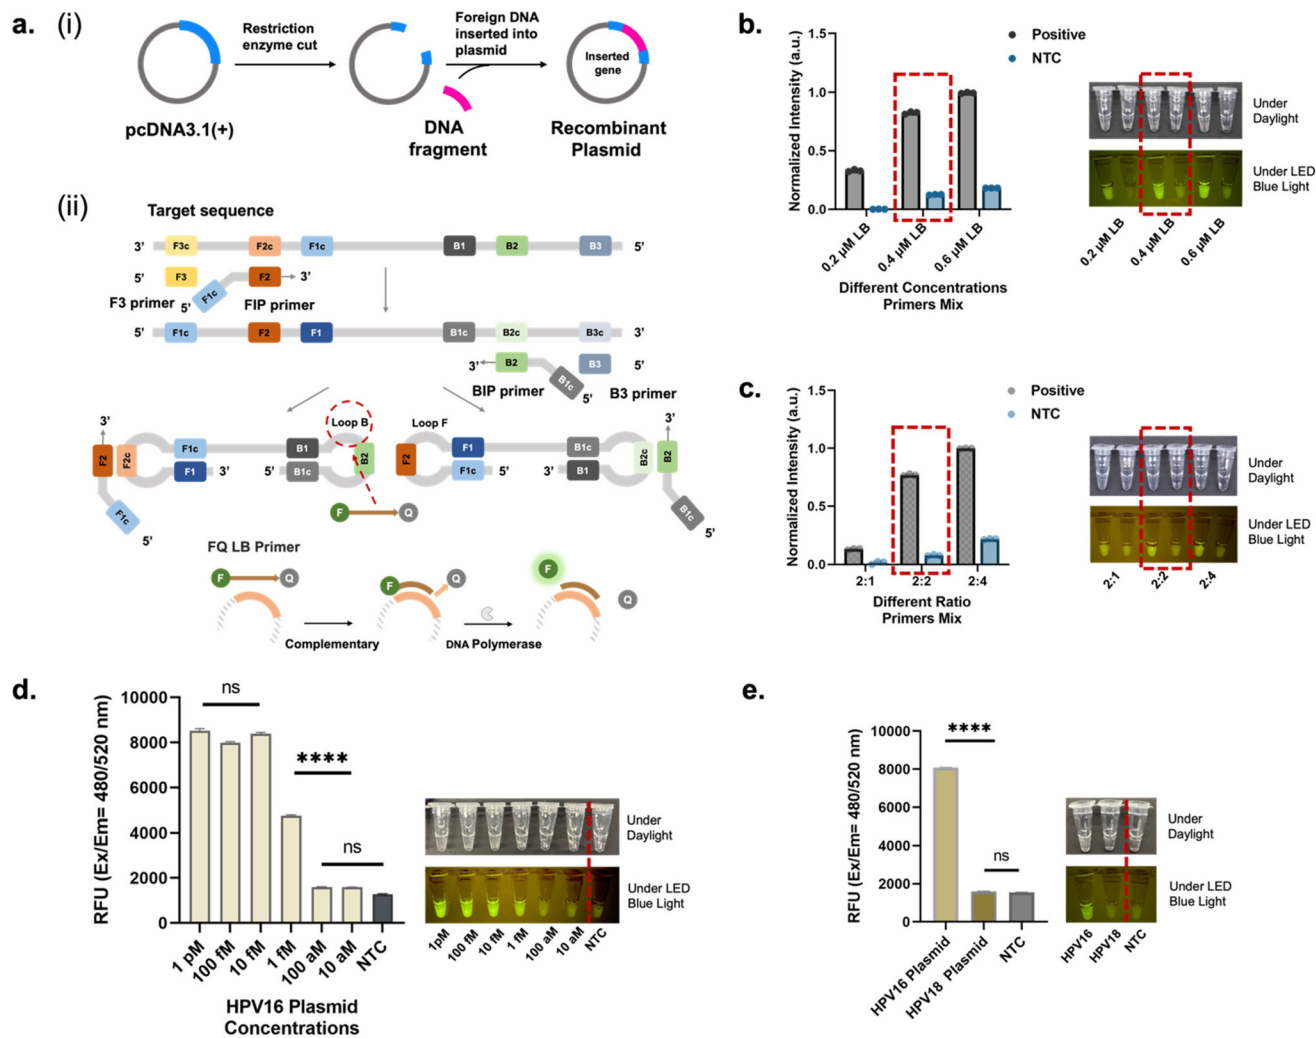 a.
(i)
Restriction
enzyme cut
Foreign DNA
inserted into
plasmid
Inserted
gene
pcDNA3.1(+)
DNA
fragment
Recombinant
Plasmid
(ii)
Target sequence
3’ F3c F2c F1c B1 B2 B3 5’
5’ F3 F1c F2 3’
F3 primer 5’ FIP primer
5’ F1c F2 F1 B1c B2c B3c 3’
3’ B2 B1c B3 5’
BIP primer 5’ B3 primer
3’ Loop B Loop F 3’
F2 F2c F1c B1 B2 F2 F1 B1c B2c B2
F1 3’ 5’ B1c F1c 5’ 3’ B1
F1c 5’ F Q B1c 5’
FQ LB Primer
F Q F Q F Q
Complementary
DNA Polymerase
b.
Normalized Intensity (a.u.)
1.5
1.0
0.5
0.0
Positive
NTC
0.2 µM LB
0.4 µM LB
0.6 µM LB
Different Concentrations
Primers Mix
Under
Daylight
Under LED
Blue Light
0.2 µM LB
0.4 µM LB
0.6 µM LB
c.
Normalized Intensity (a.u.)
1.5
1.0
0.5
0.0
Positive
NTC
2:1 2:2 2:4
Different Ratio
Primers Mix
Under
Daylight
Under LED
Blue Light
2:1
2:2
2:4
d.
RFU (Ex/Em= 480/520 nm)
10000
8000
6000
4000
2000
0
ns
****
ns
1 pM
100 fM
10 fM
1 fM
100 aM
10 aM
NTC
HPV16 Plasmid
Concentrations
Under
Daylight
Under LED
Blue Light
1pM
100 fM
10 fM
1 fM
100 aM
10 aM
NTC
e.
RFU (Ex/Em= 480/520 nm)
10000
8000
6000
4000
2000
0
****
ns
HPV16 Plasmid
HPV18 Plasmid
NTC
Under
Daylight
Under LED
Blue Light
HPV16
HPV18
NTC